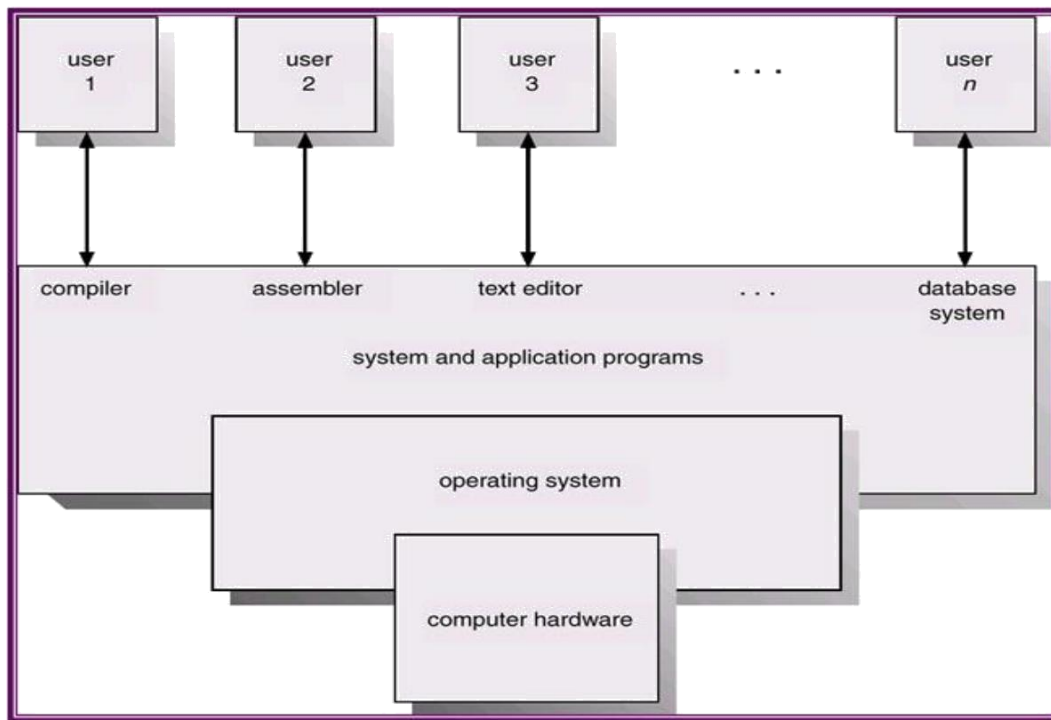 user
1
user
2
user
3
. . .
user
n
compiler
assembler
text editor
. . .
database
system
system and application programs
operating system
computer hardware